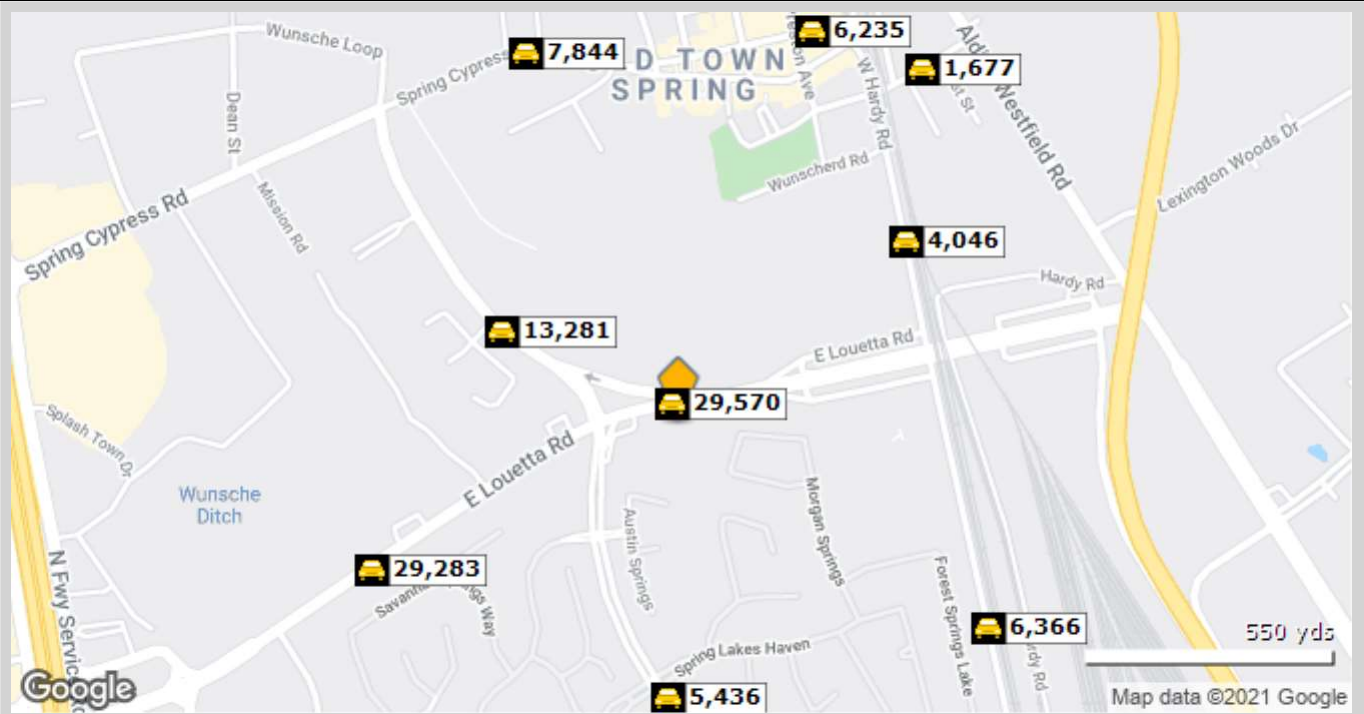 Wunsche Loop
7,844
6,235
1,677
D TOWN
SPRING
Spring Cypress
Dean St
W Hardy Rd
Westfield Rd
Lexington Woods Dr
Wunscherd Rd
Mission Rd
Spring Cypress Rd
4,046
Hardy Rd
13,281
E Louetta Rd
29,570
Splash Town Dr
E Louetta Rd
Wunsche
Ditch
Morgan Springs
Austin Springs
29,283
N Fwy Service
Forest Springs Lake
6,366
550 yds
Spring Lakes Haven
5,436
Google
Map data ©2021 Google